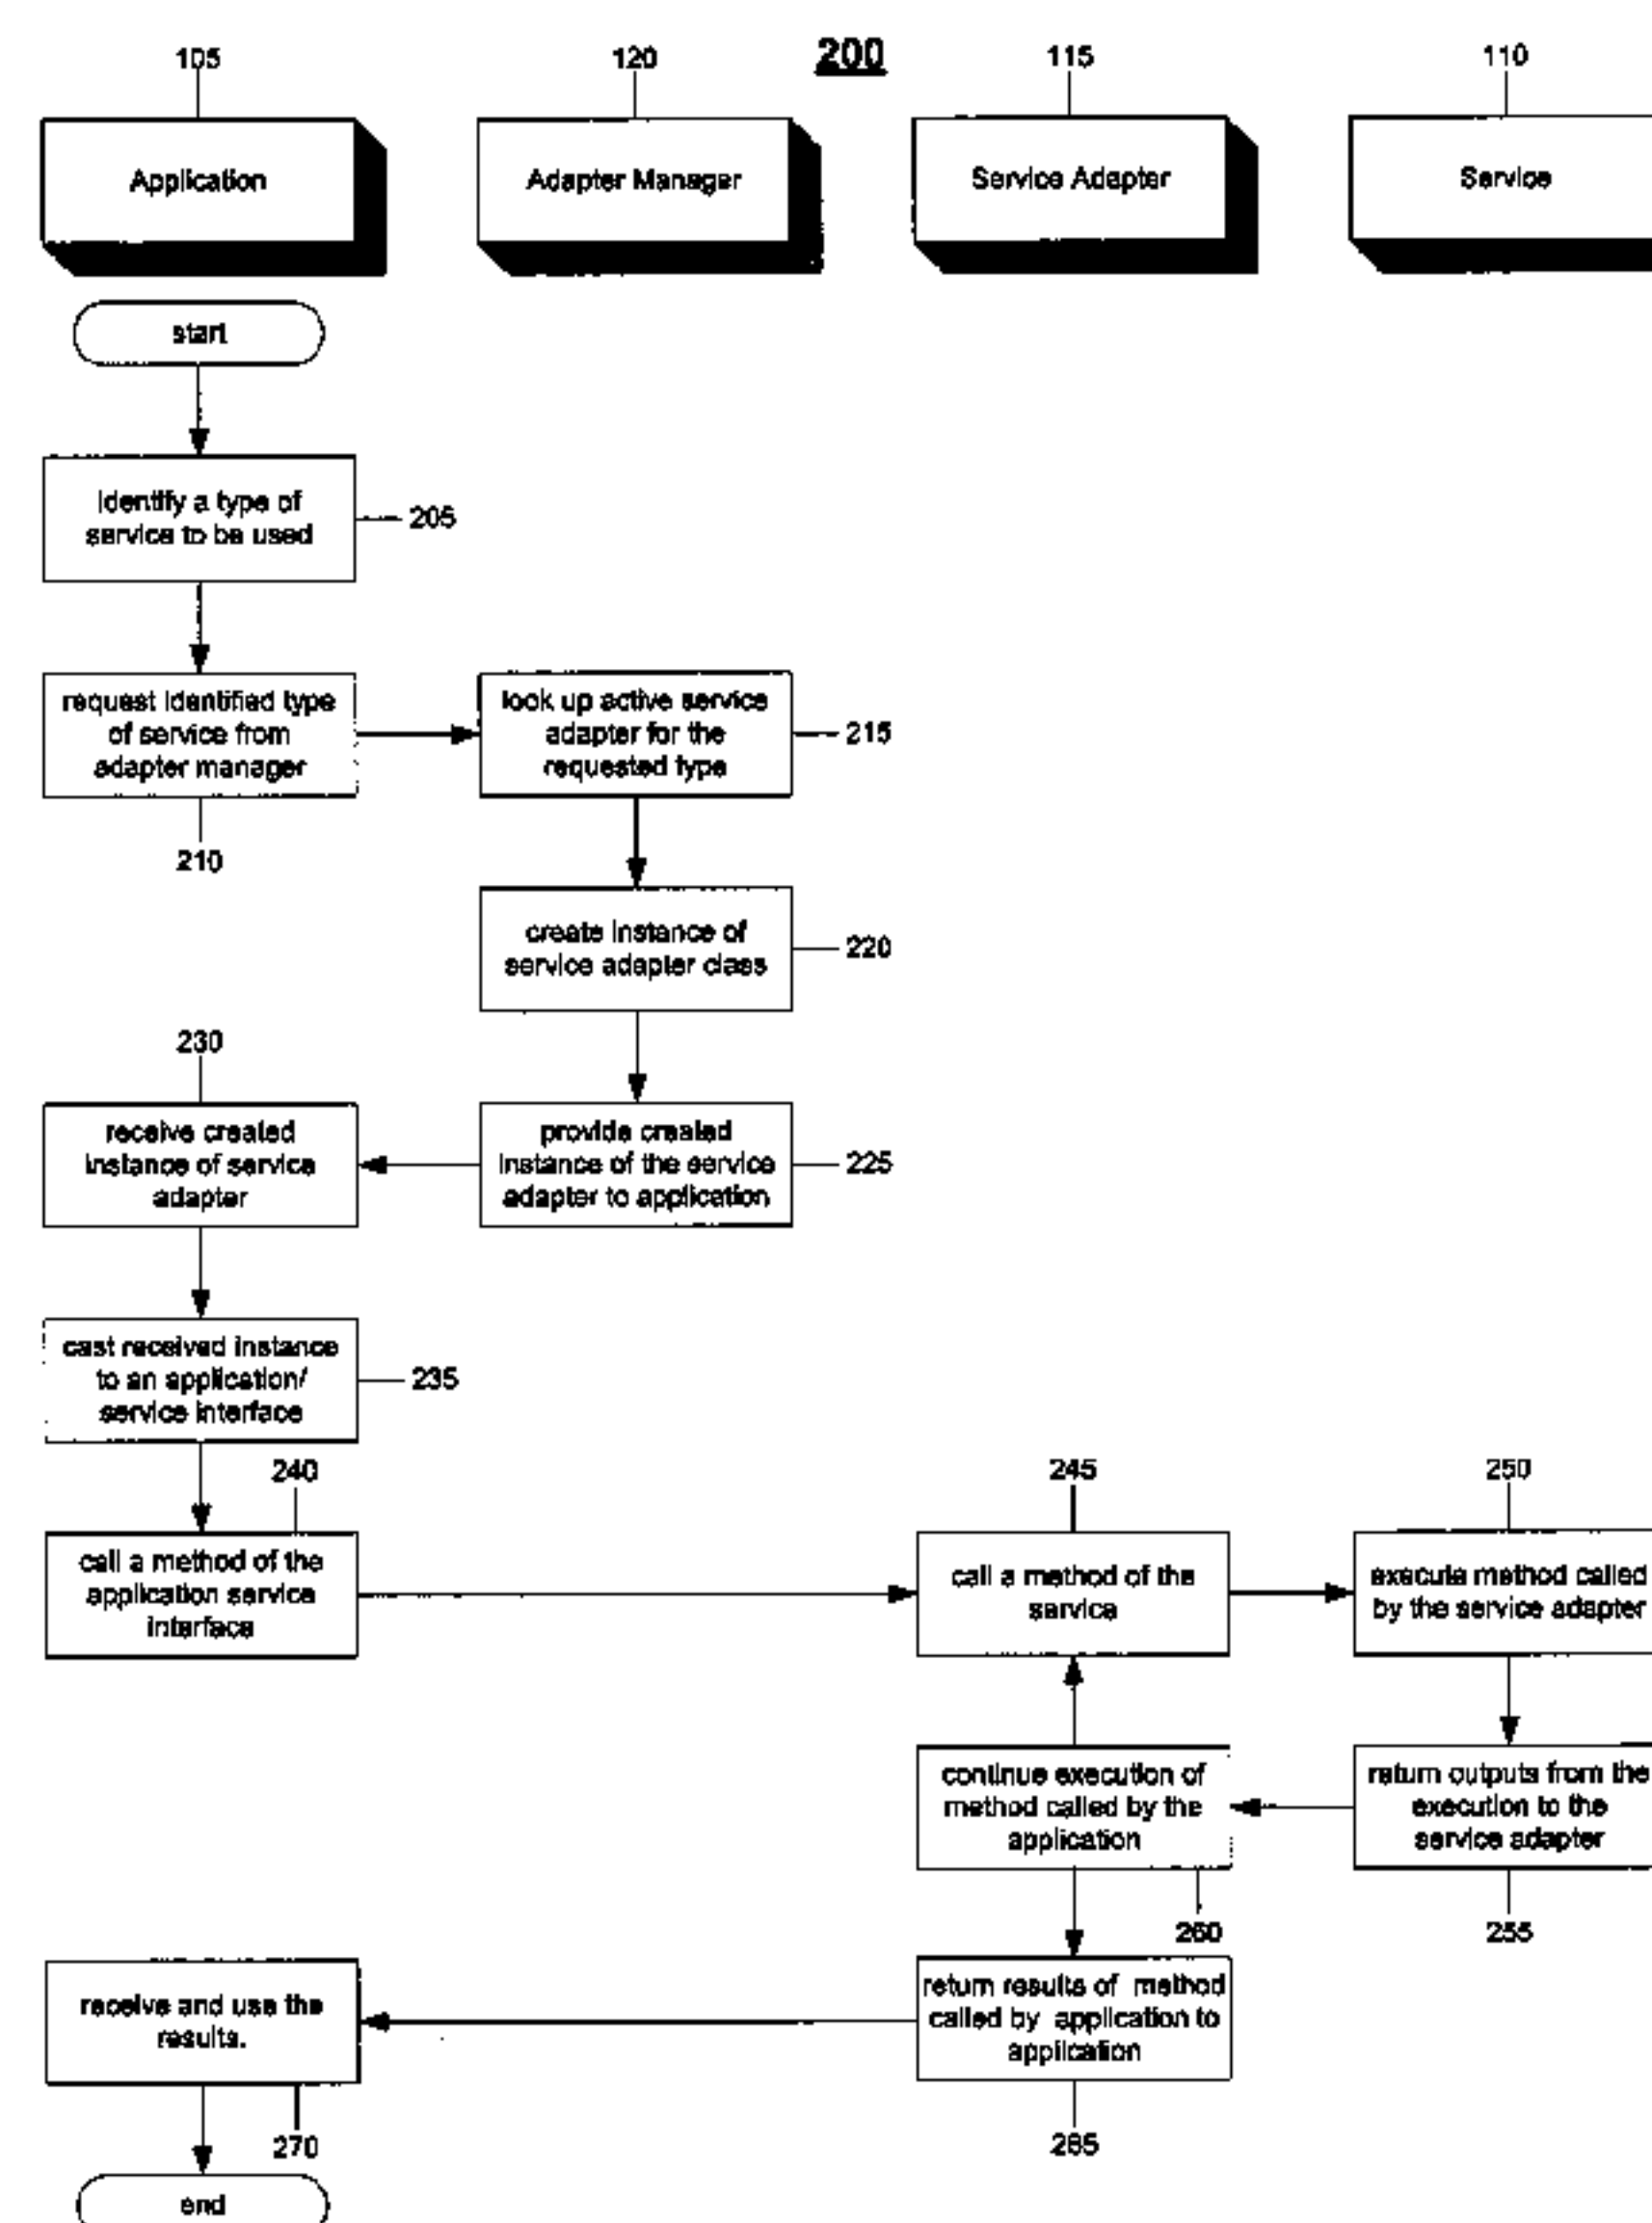 200
105
120
115
110
Application
Adapter Manager
Service Adapter
Service
start
identify a type of
service to be used
205
request identified type
of service from
adapter manager
210
look up active service
adapter for the
requested type
215
create instance of
service adapter class
220
230
receive created
instance of service
adapter
provide created
instance of the service
adapter to application
225
cast received instance
to an application/
service interface
235
240
call a method of the
application service
interface
245
call a method of the
service
250
execute method called
by the service adapter
continue execution of
method called by the
application
260
return outputs from the
execution to the
service adapter
255
receive and use the
results.
270
return results of method
called by application to
application
265
end